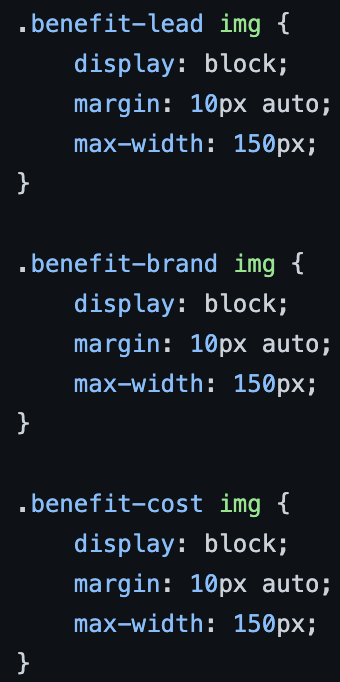 .benefit-lead img {
    display: block;
    margin: 10px auto;
    max-width: 150px;
}

.benefit-brand img {
    display: block;
    margin: 10px auto;
    max-width: 150px;
}

.benefit-cost img {
    display: block;
    margin: 10px auto;
    max-width: 150px;
}